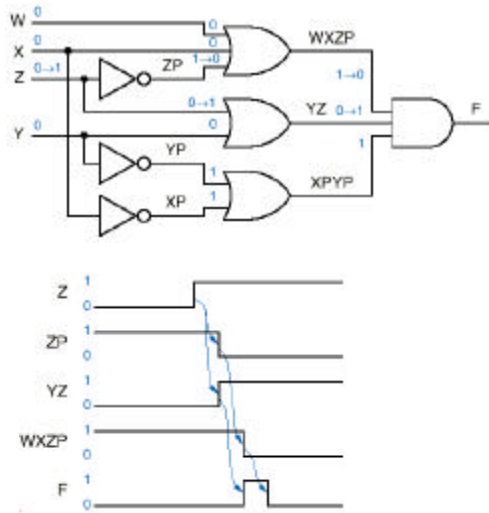 W 0 0
X 0 0 WXZP
Z 0→1 ZP 1→0 1→0
0→1 YZ 0→1 F
Y 0 0
YP 1 1
XP 1 XPYP
Z 1
0
ZP 1
0
YZ 1
0
WXZP 1
0
F 1
0